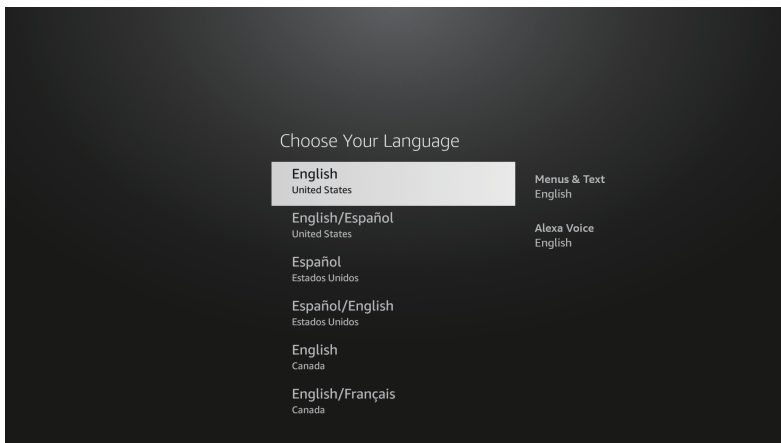 Choose Your Language
English
United States
English/Español
United States
Español
Estados Unidos
Español/English
Estados Unidos
English
Canada
English/Français
Canada
Menus & Text
English
Alexa Voice
English